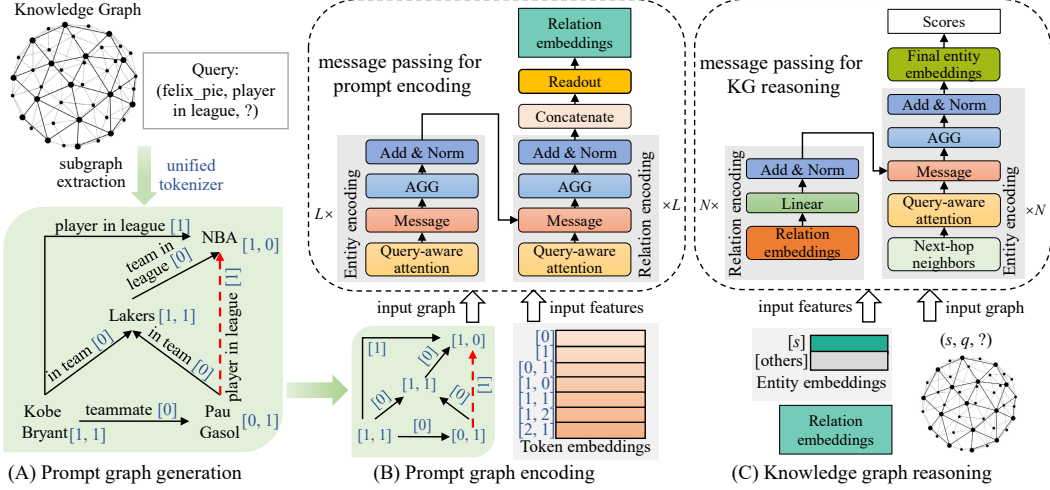 Knowledge Graph
Query:
(felix_pie, player
in league, ?)
subgraph
extraction
unified
tokenizer
player in league [1]
NBA
[1, 0]
team in
league [0]
player in league [1]
Lakers [1, 1]
in team [0]
in team [0]
Kobe
Bryant [1, 1]
teammate [0]
Pau
Gasol
[0, 1]
(A) Prompt graph generation
message passing for
prompt encoding
Relation
embeddings
Readout
Concatenate
Add & Norm
AGG
Message
Query-aware
attention
Entity encoding
L×
Add & Norm
AGG
Message
Query-aware
attention
Relation encoding
×L
input graph
input features
[1]
[1, 0]
[0]
[1]
[1, 1]
[0]
[0]
[1, 1]
[0]
[0, 1]
[0]
[1]
[0, 1]
[1, 0]
[1, 1]
[1, 2]
[2, 1]
Token embeddings
(B) Prompt graph encoding
message passing for
KG reasoning
Scores
Final entity
embeddings
Add & Norm
AGG
Message
Query-aware
attention
Next-hop
neighbors
Entity encoding
×N
N×
Relation encoding
Add & Norm
Linear
Relation
embeddings
input features
input graph
[s]
[others]
Entity embeddings
Relation
embeddings
(s, q, ?)
(C) Knowledge graph reasoning